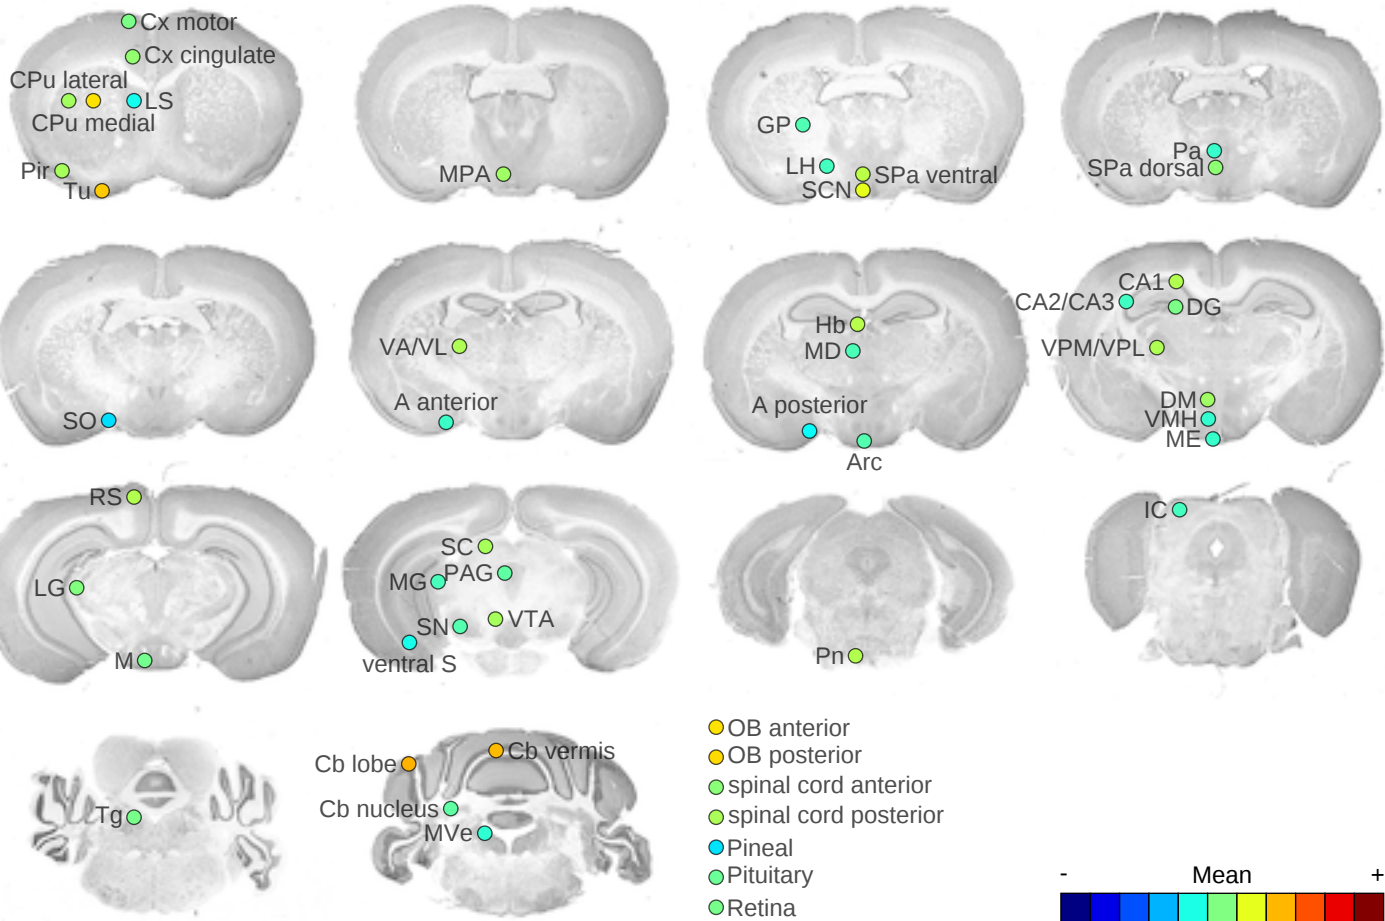 Cx motor
Cx cingulate
CPu lateral
LS
CPu medial
Pir
Tu
MPA
GP
LH
SPa ventral
SCN
Pa
SPa dorsal
SO
VA/VL
A anterior
Hb
MD
A posterior
Arc
CA1
CA2/CA3
DG
VPM/VPL
DM
VMH
ME
RS
LG
M
SC
MG
PAG
SN
VTA
ventral S
Pn
IC
Tg
Cb lobe
Cb vermis
Cb nucleus
MVe
OB anterior
OB posterior
spinal cord anterior
spinal cord posterior
Pineal
Pituitary
Retina
- Mean +